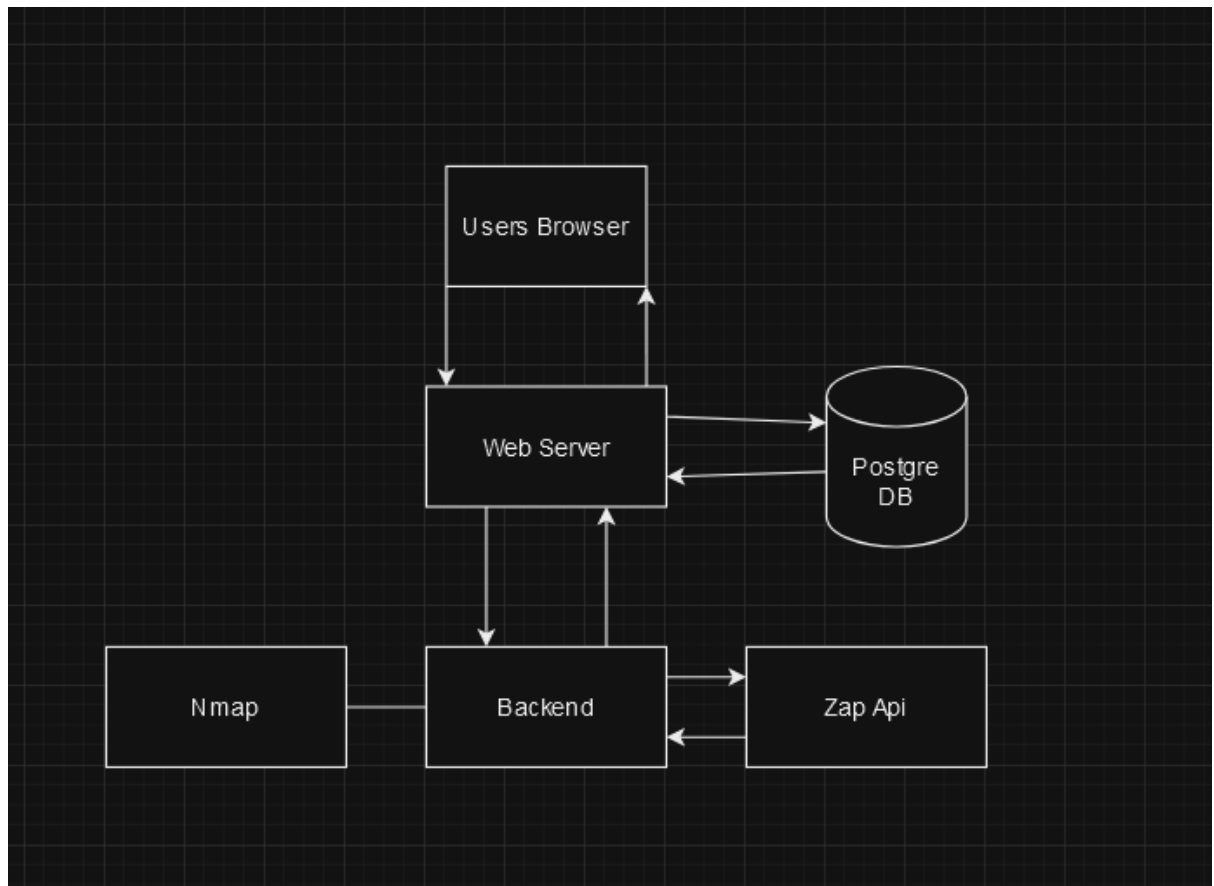 Users Browser
Web Server
Postgre
DB
Nmap
Backend
Zap Api